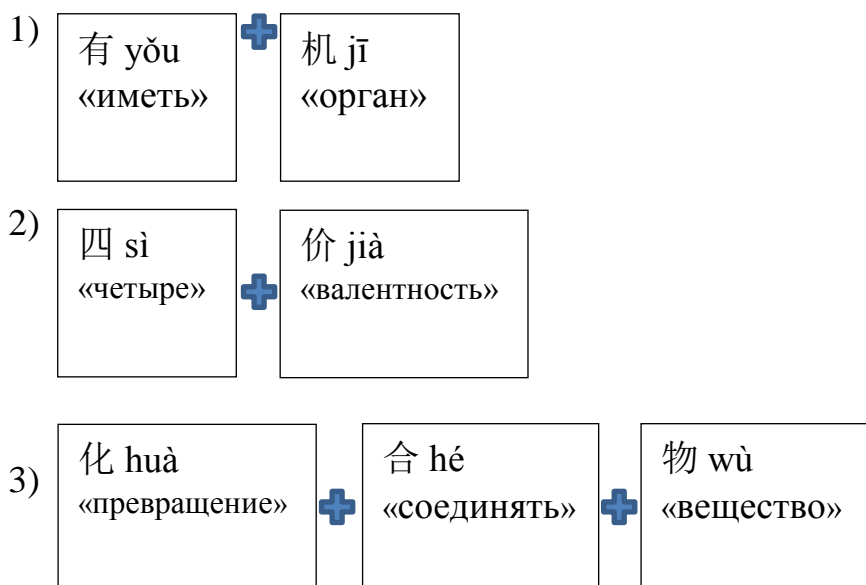 1)
有 yǒu
«иметь»
机 jī
«орган»
2)
四 sì
«четыре»
价 jià
«валентность»
3)
化 huà
«превращение»
合 hé
«соединять»
物 wù
«вещество»